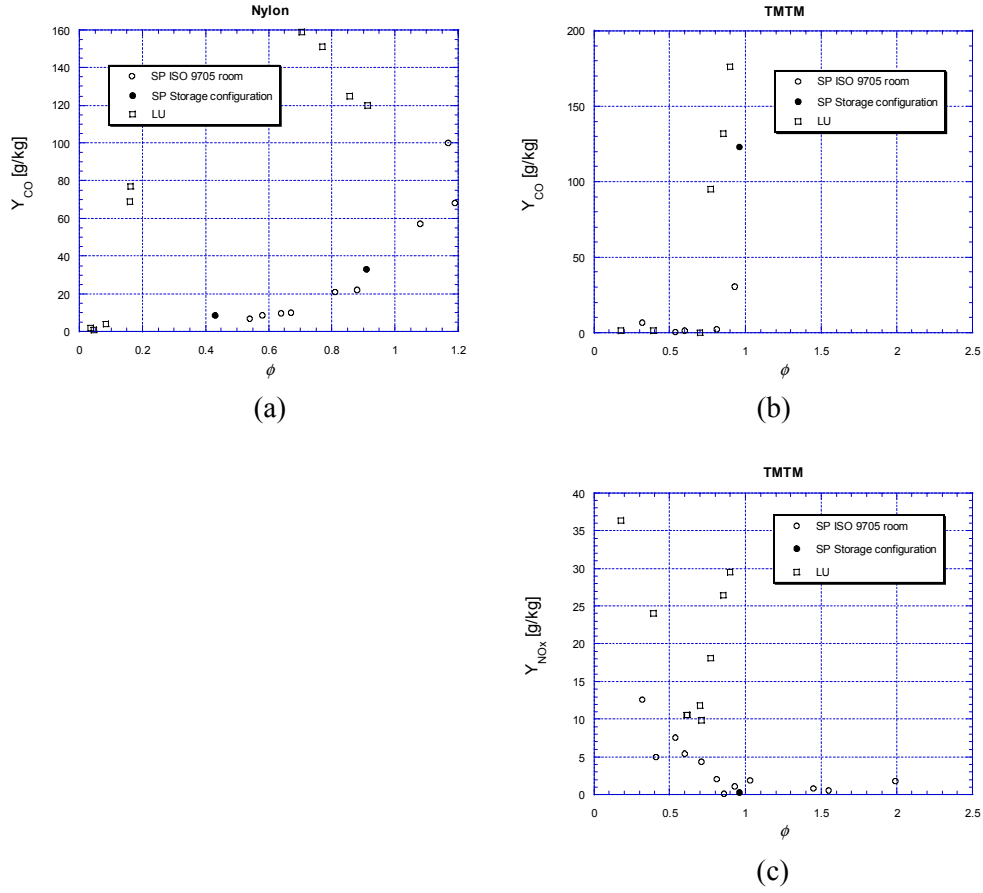 Nylon
160
140
120
100
80
60
40
20
0
Y_CO [g/kg]
SP ISO 9705 room
SP Storage configuration
LU
0 0.2 0.4 0.6 0.8 1 1.2
ϕ
(a)
TMTM
200
150
100
50
0
Y_CO [g/kg]
SP ISO 9705 room
SP Storage configuration
LU
0 0.5 1 1.5 2 2.5
ϕ
(b)
TMTM
40
35
30
25
20
15
10
5
0
Y_NOx [g/kg]
SP ISO 9705 room
SP Storage configuration
LU
0 0.5 1 1.5 2 2.5
ϕ
(c)